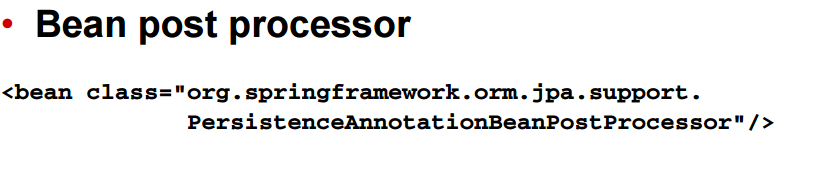 • Bean post processor
<bean class="org.springframework.orm.jpa.support.
PersistenceAnnotationBeanPostProcessor"/>